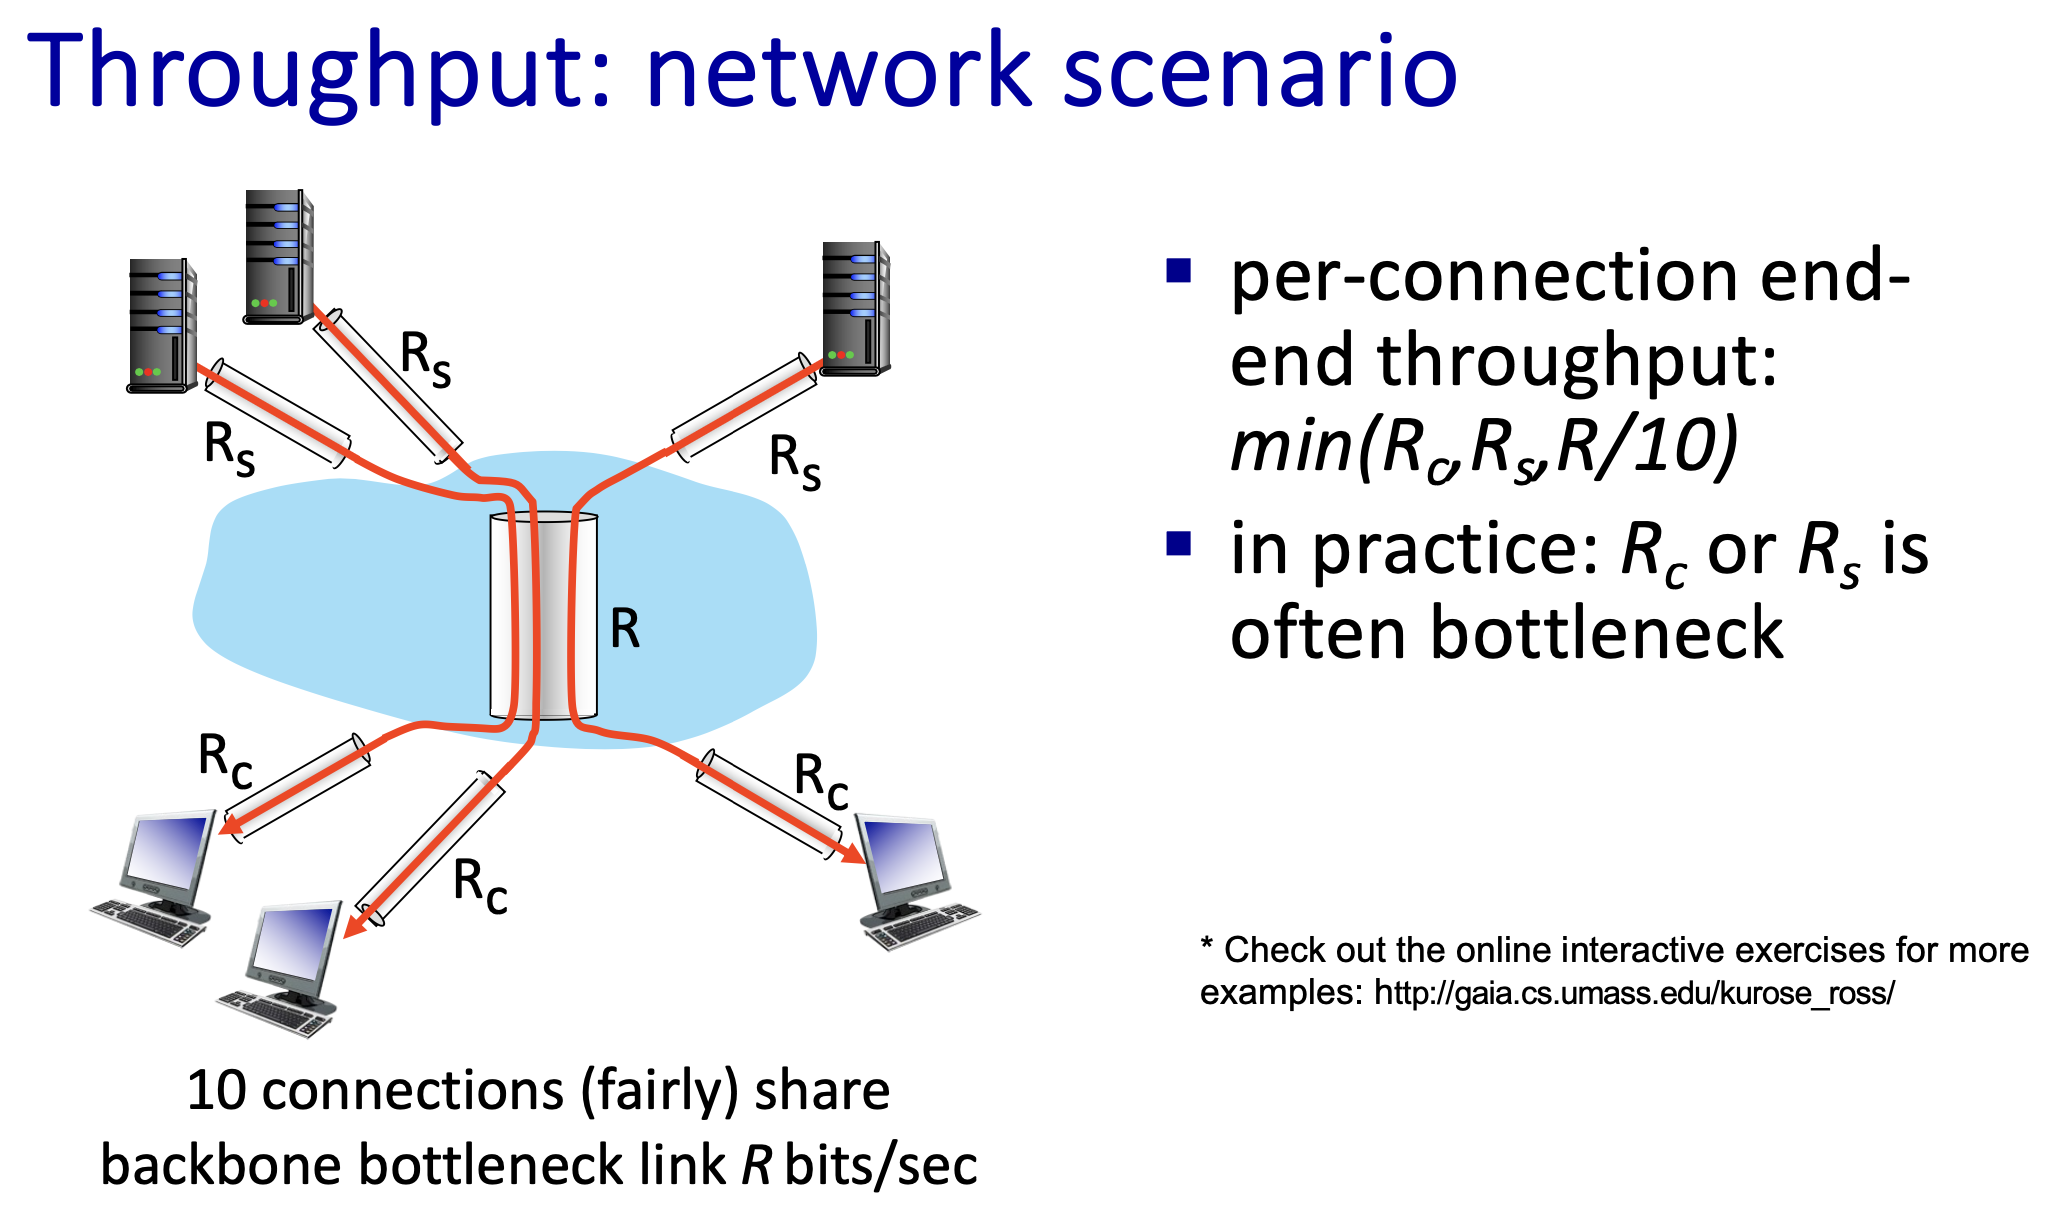 Throughput: network scenario
R_s
R_s
R_s
R
R_c
R_c
R_c
10 connections (fairly) share
backbone bottleneck link R bits/sec
▪ per-connection end-
end throughput:
min(R_c,R_s,R/10)
▪ in practice: R_c or R_s is
often bottleneck
* Check out the online interactive exercises for more
examples: http://gaia.cs.umass.edu/kurose_ross/